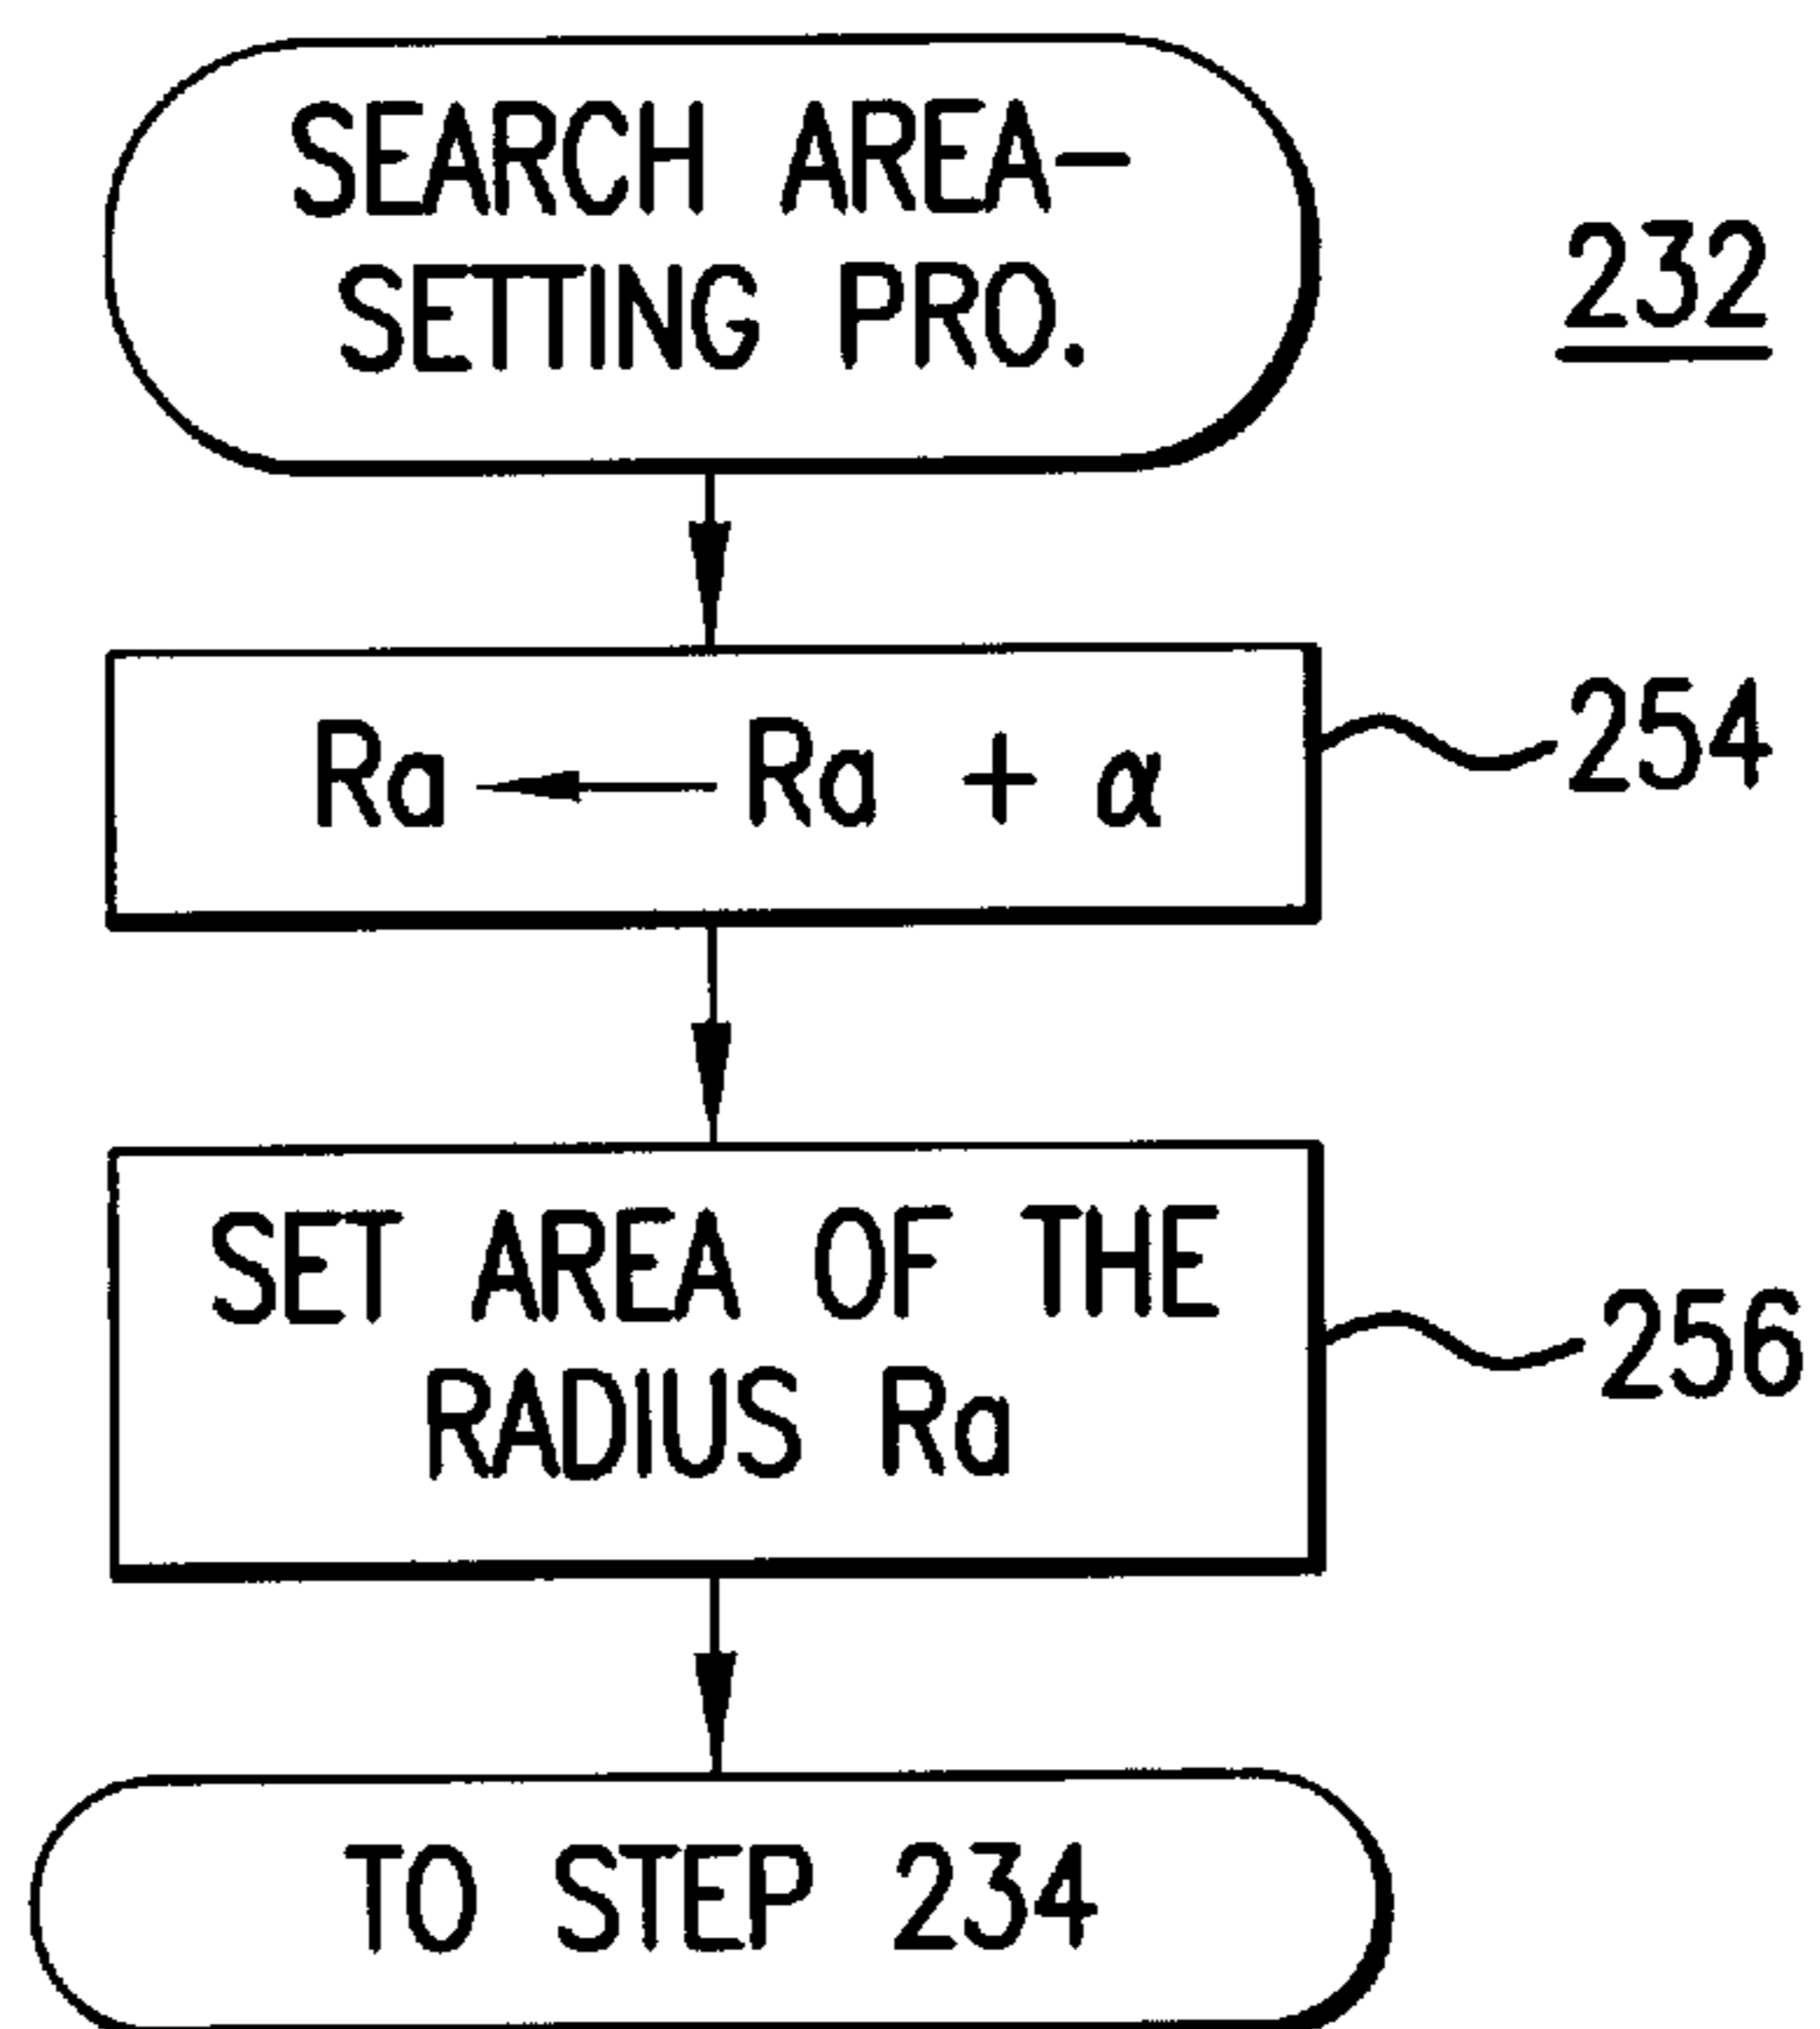 SEARCH AREA-
SETTING PRO.
232
Ra ← Ra + α
254
SET AREA OF THE
RADIUS Ra
256
TO STEP 234